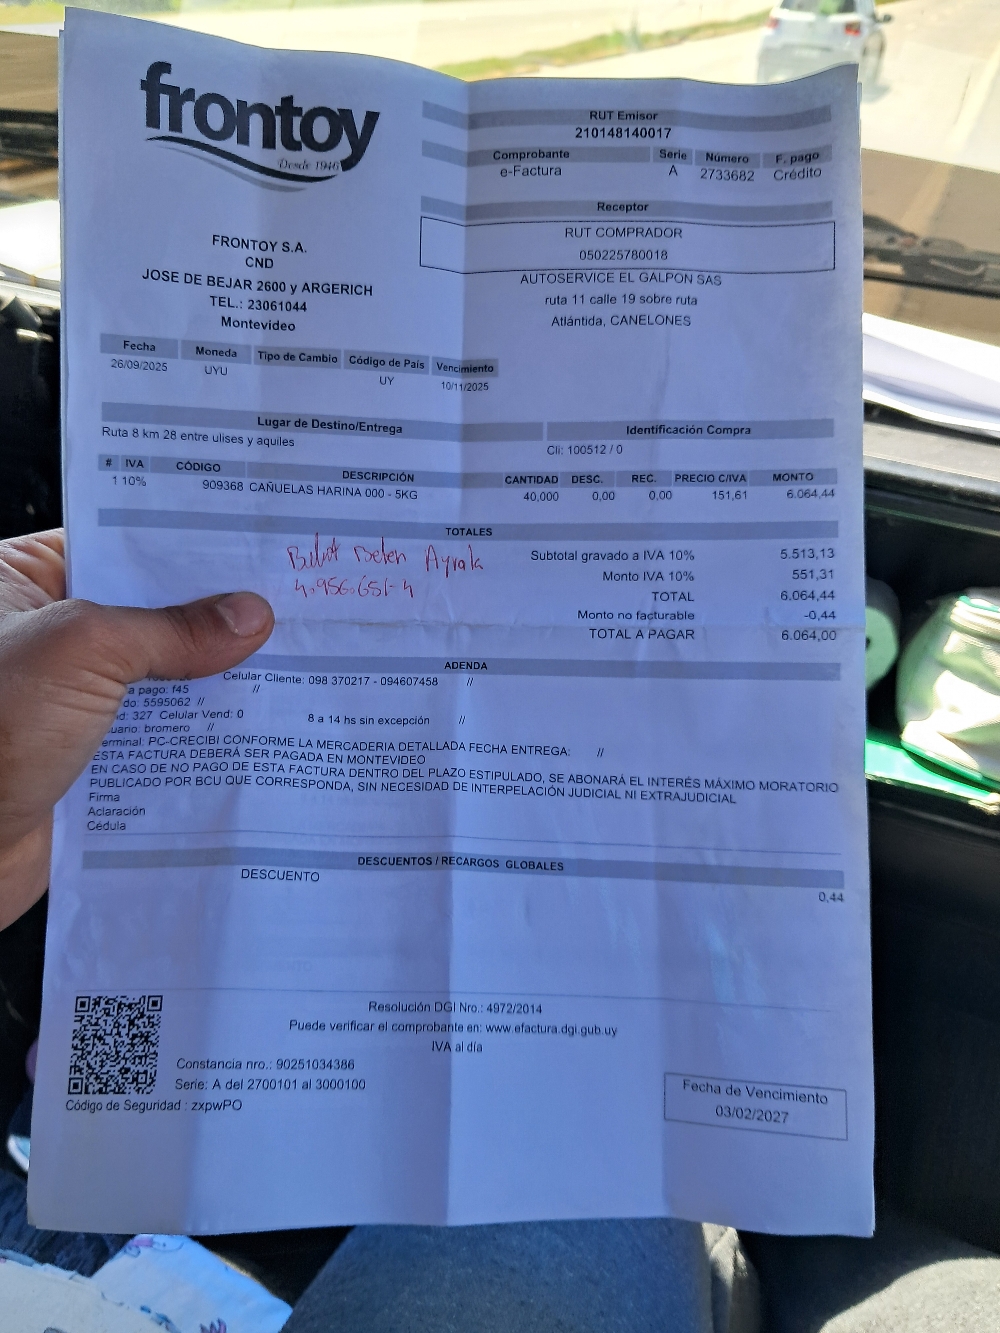 frontoy
Desde 1946
FRONTOY S.A.
CND
JOSE DE BEJAR 2600 y ARGERICH
TEL.: 23061044
Montevideo
RUT Emisor
210148140017
Comprobante Serie Número F. pago
e-Factura A 2733682 Crédito
Receptor
RUT COMPRADOR
050225780018
AUTOSERVICE EL GALPON SAS
ruta 11 calle 19 sobre ruta
Atlántida, CANELONES
Fecha Moneda Tipo de Cambio Código de País Vencimiento
26/09/2025 UYU UY 10/11/2025
Lugar de Destino/Entrega Identificación Compra
Ruta 8 km 28 entre ulises y aquiles Cli: 100512 / 0
# IVA CÓDIGO DESCRIPCIÓN CANTIDAD DESC. REC. PRECIO C/IVA MONTO
1 10% 909368 CAÑUELAS HARINA 000 - 5KG 40,000 0,00 0,00 151,61 6.064,44
TOTALES
Subtotal gravado a IVA 10% 5.513,13
Monto IVA 10% 551,31
TOTAL 6.064,44
Monto no facturable -0,44
TOTAL A PAGAR 6.064,00
Belen Ayrala
4.956.651-4
ADENDA
Celular Cliente: 098 370217 - 094607458 //
a pago: f45 //
do: 5595062 //
d: 327 Celular Vend: 0 8 a 14 hs sin excepción //
uario: bromero //
erminal: PC-CRECIBI CONFORME LA MERCADERIA DETALLADA FECHA ENTREGA: //
ESTA FACTURA DEBERÁ SER PAGADA EN MONTEVIDEO
EN CASO DE NO PAGO DE ESTA FACTURA DENTRO DEL PLAZO ESTIPULADO, SE ABONARÁ EL INTERÉS MÁXIMO MORATORIO
PUBLICADO POR BCU QUE CORRESPONDA, SIN NECESIDAD DE INTERPELACIÓN JUDICIAL NI EXTRAJUDICIAL
Firma
Aclaración
Cédula
DESCUENTOS / RECARGOS GLOBALES
DESCUENTO 0,44
Resolución DGI Nro.: 4972/2014
Puede verificar el comprobante en: www.efactura.dgi.gub.uy
IVA al día
Constancia nro.: 90251034386
Serie: A del 2700101 al 3000100
Código de Seguridad : zxpwPO
Fecha de Vencimiento
03/02/2027